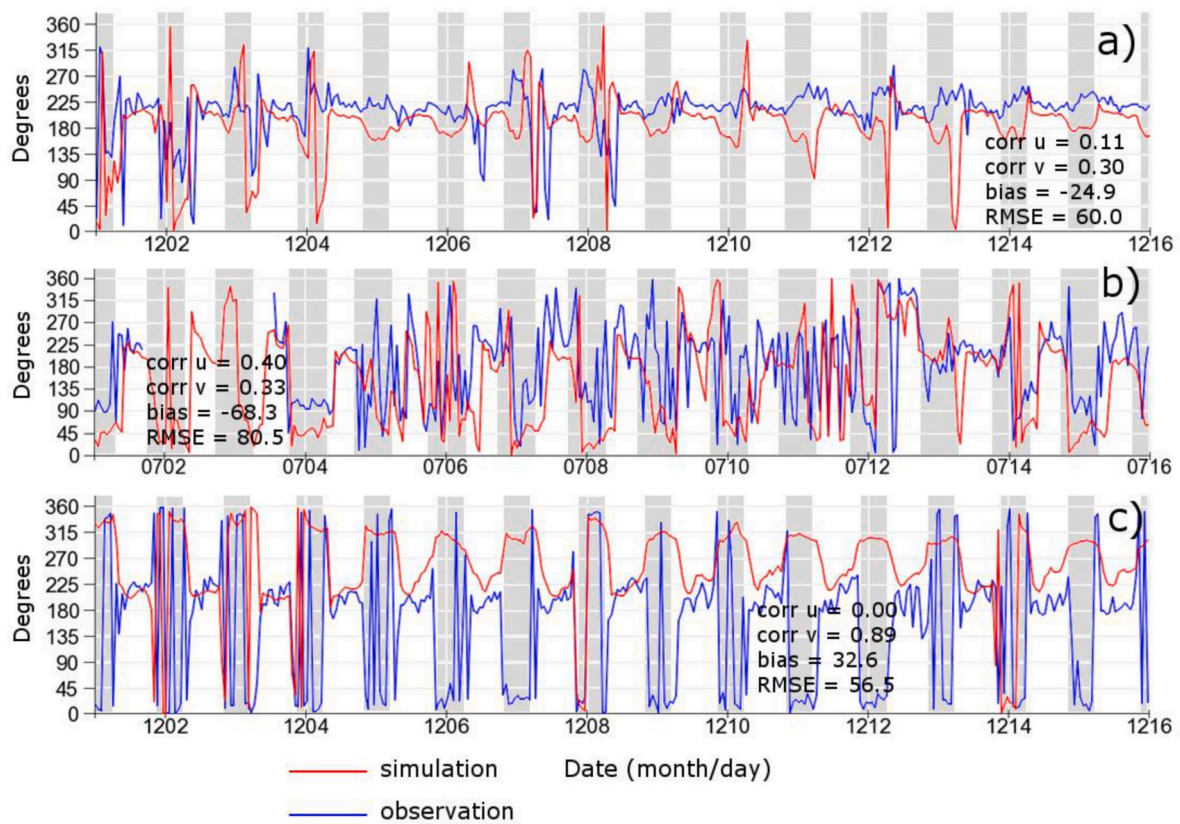 a)
360
315
270
225
180
135
90
45
0
Degrees
corr u = 0.11
corr v = 0.30
bias = -24.9
RMSE = 60.0
1202 1204 1206 1208 1210 1212 1214 1216
b)
360
315
270
225
180
135
90
45
0
Degrees
corr u = 0.40
corr v = 0.33
bias = -68.3
RMSE = 80.5
0702 0704 0706 0708 0710 0712 0714 0716
c)
360
315
270
225
180
135
90
45
0
Degrees
corr u = 0.00
corr v = 0.89
bias = 32.6
RMSE = 56.5
1202 1204 1206 1208 1210 1212 1214 1216
simulation Date (month/day)
observation